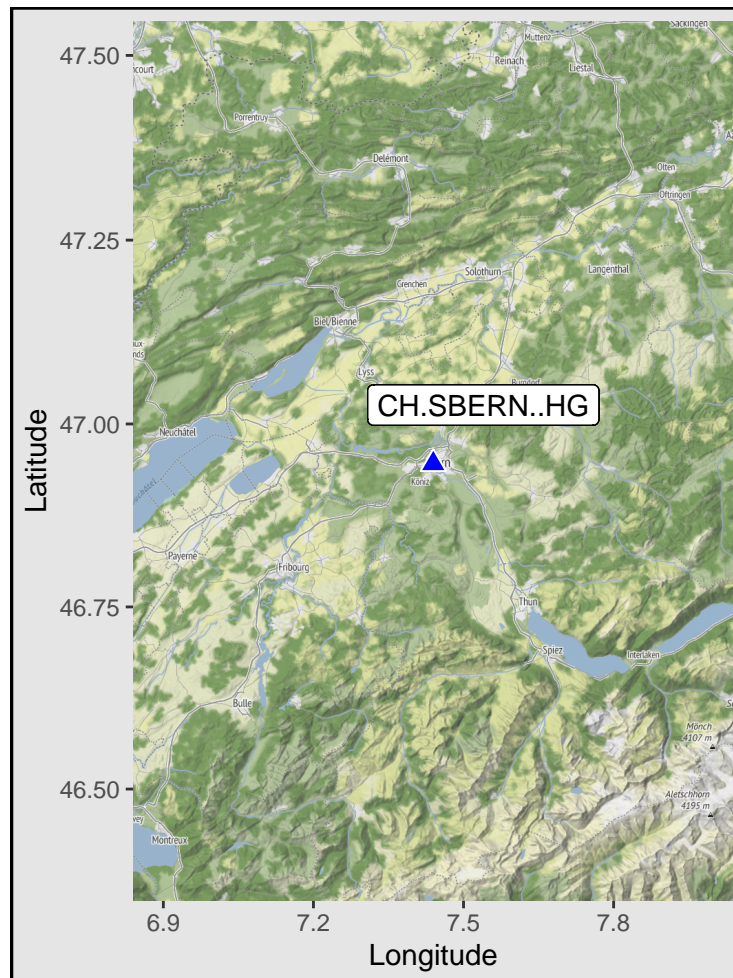 47.50
47.25
47.00
46.75
46.50
6.9
7.2
7.5
7.8
Latitude
Longitude
CH.SBERN..HG
Muttenz
Sackingen
Reinach
Liestal
Porrentruy
Delémont
Olten
Oftringen
Solothurn
Langenthal
Grenchen
Biel/Bienne
Lyss
Neuchâtel
Köniz
Payerne
Fribourg
Thun
Spiez
Interlaken
Bulle
Mönch
4107 m
Aletschhorn
4195 m
Montreux